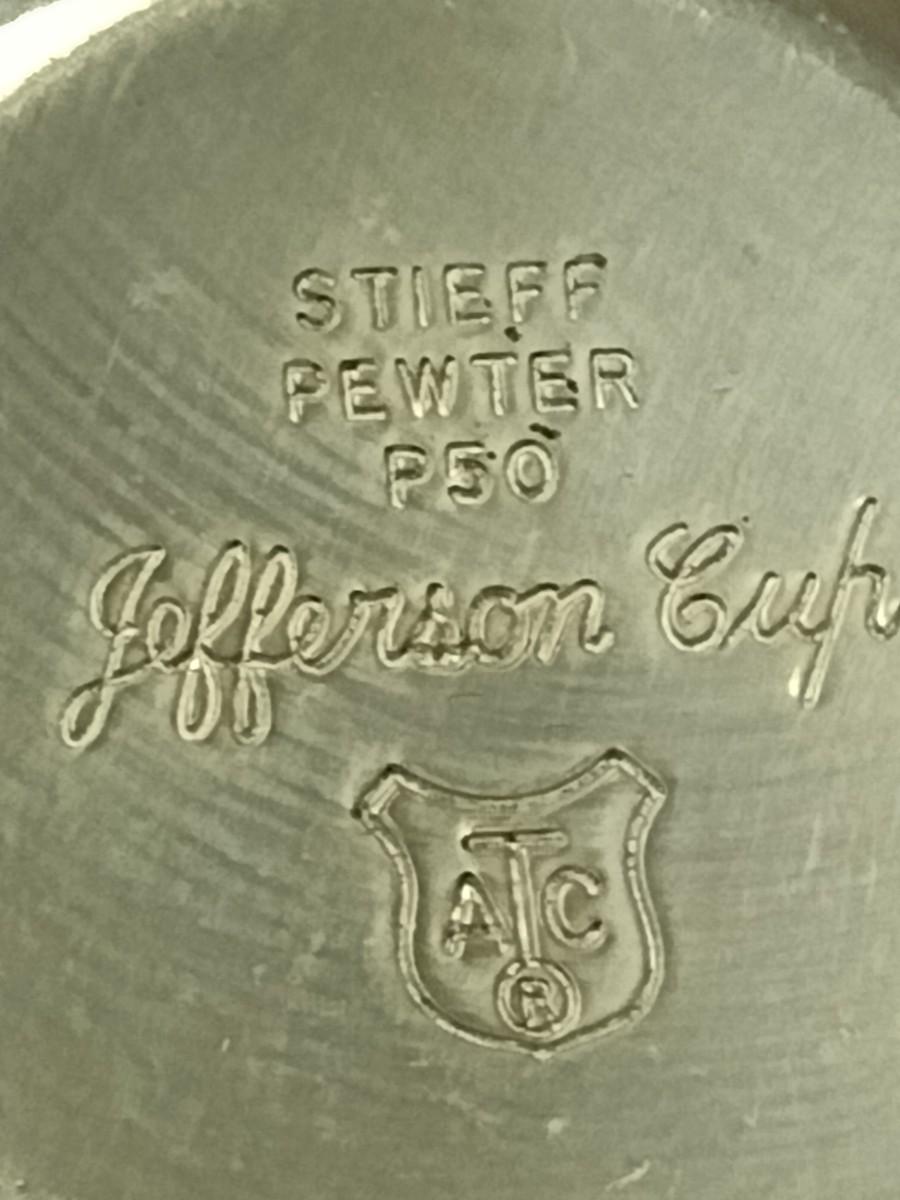 STIEFF
PEWTER
P50
Jefferson Cup
ATC
®